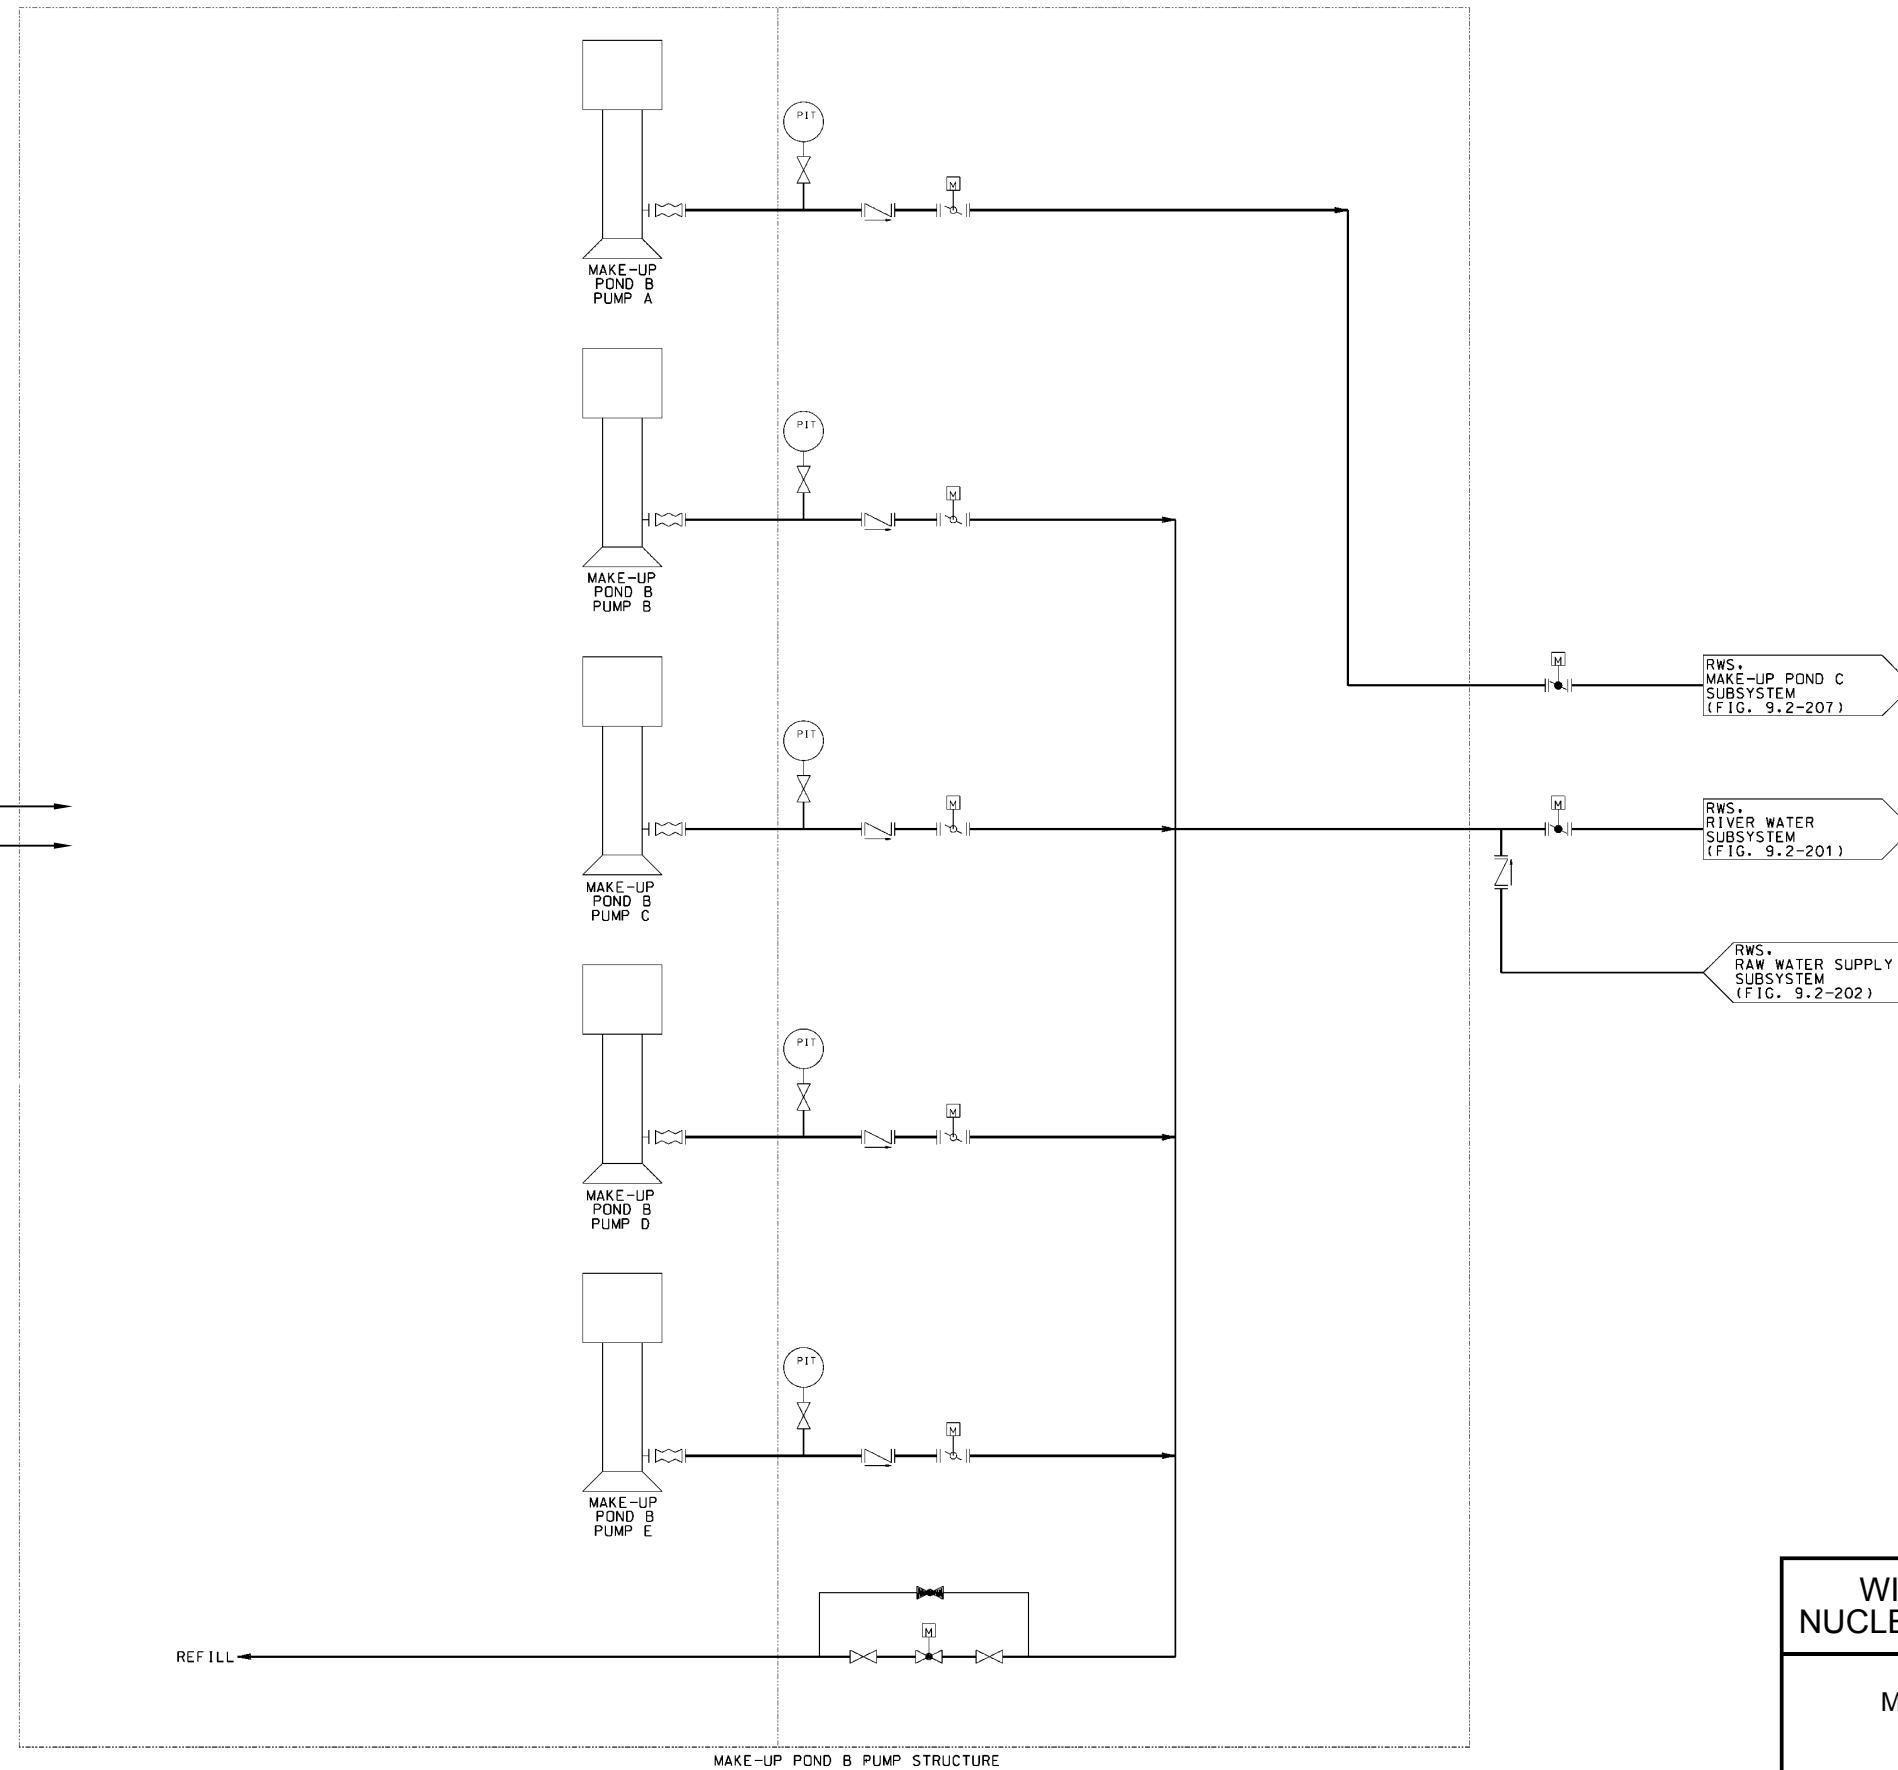 PIT
M
MAKE-UP
POND B
PUMP A
PIT
M
MAKE-UP
POND B
PUMP B
M
RWS.
MAKE-UP POND C
SUBSYSTEM
(FIG. 9.2-207)
PIT
M
M
RWS.
RIVER WATER
SUBSYSTEM
(FIG. 9.2-201)
MAKE-UP
POND B
PUMP C
RWS.
RAW WATER SUPPLY
SUBSYSTEM
(FIG. 9.2-202)
PIT
M
MAKE-UP
POND B
PUMP D
PIT
M
MAKE-UP
POND B
PUMP E
M
REFILL
WI
NUCLE
M
MAKE-UP POND B PUMP STRUCTURE